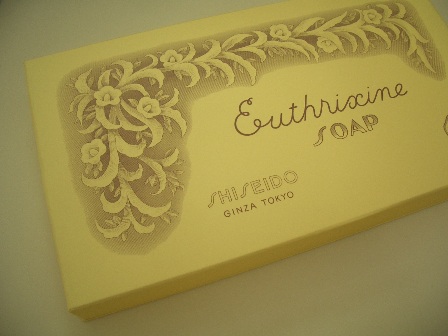 Euthrixine
SOAP
SHISEIDO
GINZA TOKYO